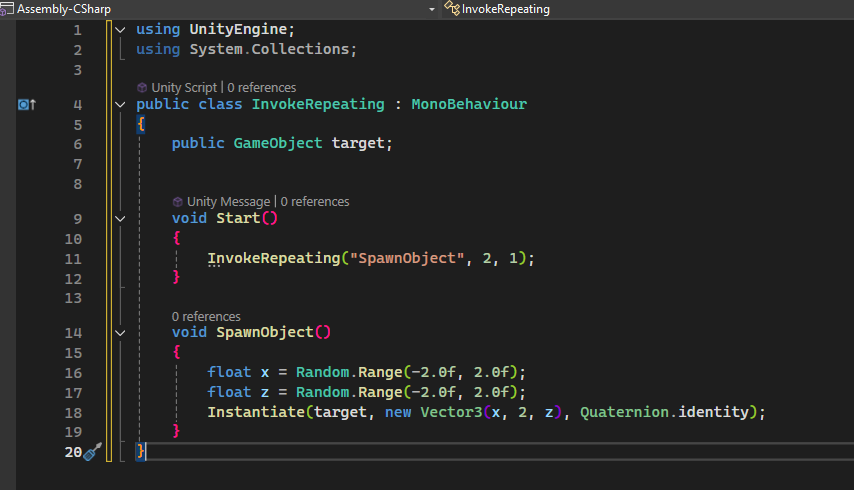 Assembly-CSharp InvokeRepeating
1 using UnityEngine;
2 using System.Collections;
3
Unity Script | 0 references
4 public class InvokeRepeating : MonoBehaviour
5 {
6 public GameObject target;
7
8
Unity Message | 0 references
9 void Start()
10 {
11 InvokeRepeating("SpawnObject", 2, 1);
12 }
13
0 references
14 void SpawnObject()
15 {
16 float x = Random.Range(-2.0f, 2.0f);
17 float z = Random.Range(-2.0f, 2.0f);
18 Instantiate(target, new Vector3(x, 2, z), Quaternion.identity);
19 }
20 }